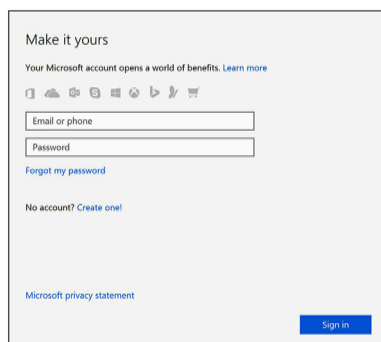 Make it yours
Your Microsoft account opens a world of benefits. Learn more
Email or phone
Password
Forgot my password
No account? Create one!
Microsoft privacy statement
Sign in